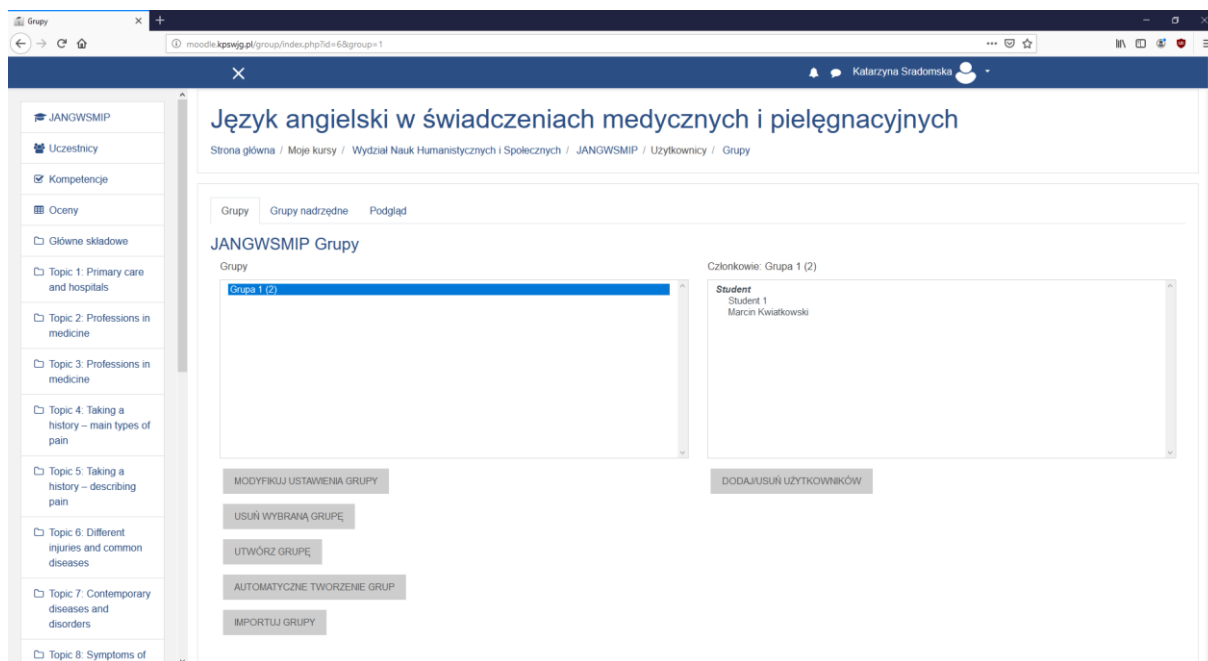 Grupy
moodle.kpswjg.pl/group/index.php?id=6&group=1
Katarzyna Sradomska
JANGWSMIP
Uczestnicy
Kompetencje
Oceny
Główne składowe
Topic 1: Primary care
and hospitals
Topic 2: Professions in
medicine
Topic 3: Professions in
medicine
Topic 4: Taking a
history – main types of
pain
Topic 5: Taking a
history – describing
pain
Topic 6: Different
injuries and common
diseases
Topic 7: Contemporary
diseases and
disorders
Topic 8: Symptoms of
Język angielski w świadczeniach medycznych i pielęgnacyjnych
Strona główna / Moje kursy / Wydział Nauk Humanistycznych i Społecznych / JANGWSMIP / Użytkownicy / Grupy
Grupy Grupy nadrzędne Podgląd
JANGWSMIP Grupy
Grupy
Grupa 1 (2)
MODYFIKUJ USTAWIENIA GRUPY
USUŃ WYBRANĄ GRUPĘ
UTWÓRZ GRUPĘ
AUTOMATYCZNE TWORZENIE GRUP
IMPORTUJ GRUPY
Członkowie: Grupa 1 (2)
Student
Student 1
Marcin Kwiatkowski
DODAJ/USUŃ UŻYTKOWNIKÓW